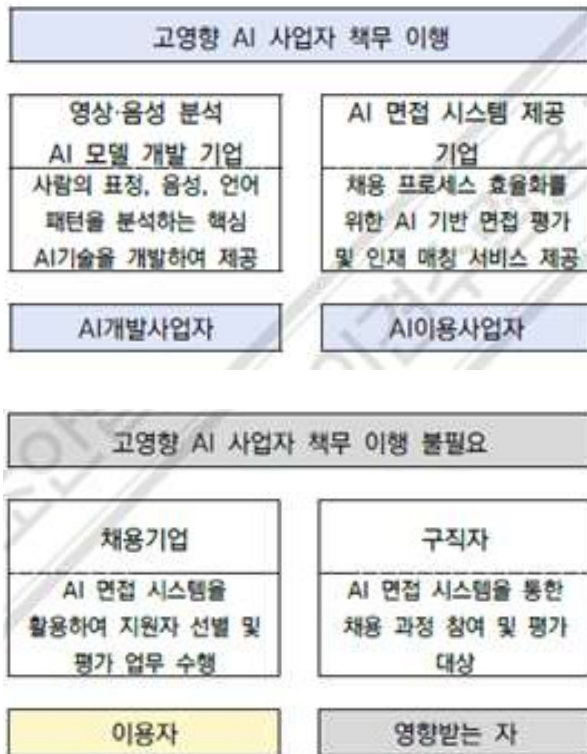 고영향 AI 사업자 책무 이행
영상·음성 분석
AI 모델 개발 기업
사람의 표정, 음성, 언어
패턴을 분석하는 핵심
AI기술을 개발하여 제공
AI개발사업자
AI 면접 시스템 제공
기업
채용 프로세스 효율화를
위한 AI 기반 면접 평가
및 인재 매칭 서비스 제공
AI이용사업자
고영향 AI 사업자 책무 이행 불필요
채용기업
AI 면접 시스템을
활용하여 지원자 선별 및
평가 업무 수행
이용자
구직자
AI 면접 시스템을 통한
채용 과정 참여 및 평가
대상
영향받는 자